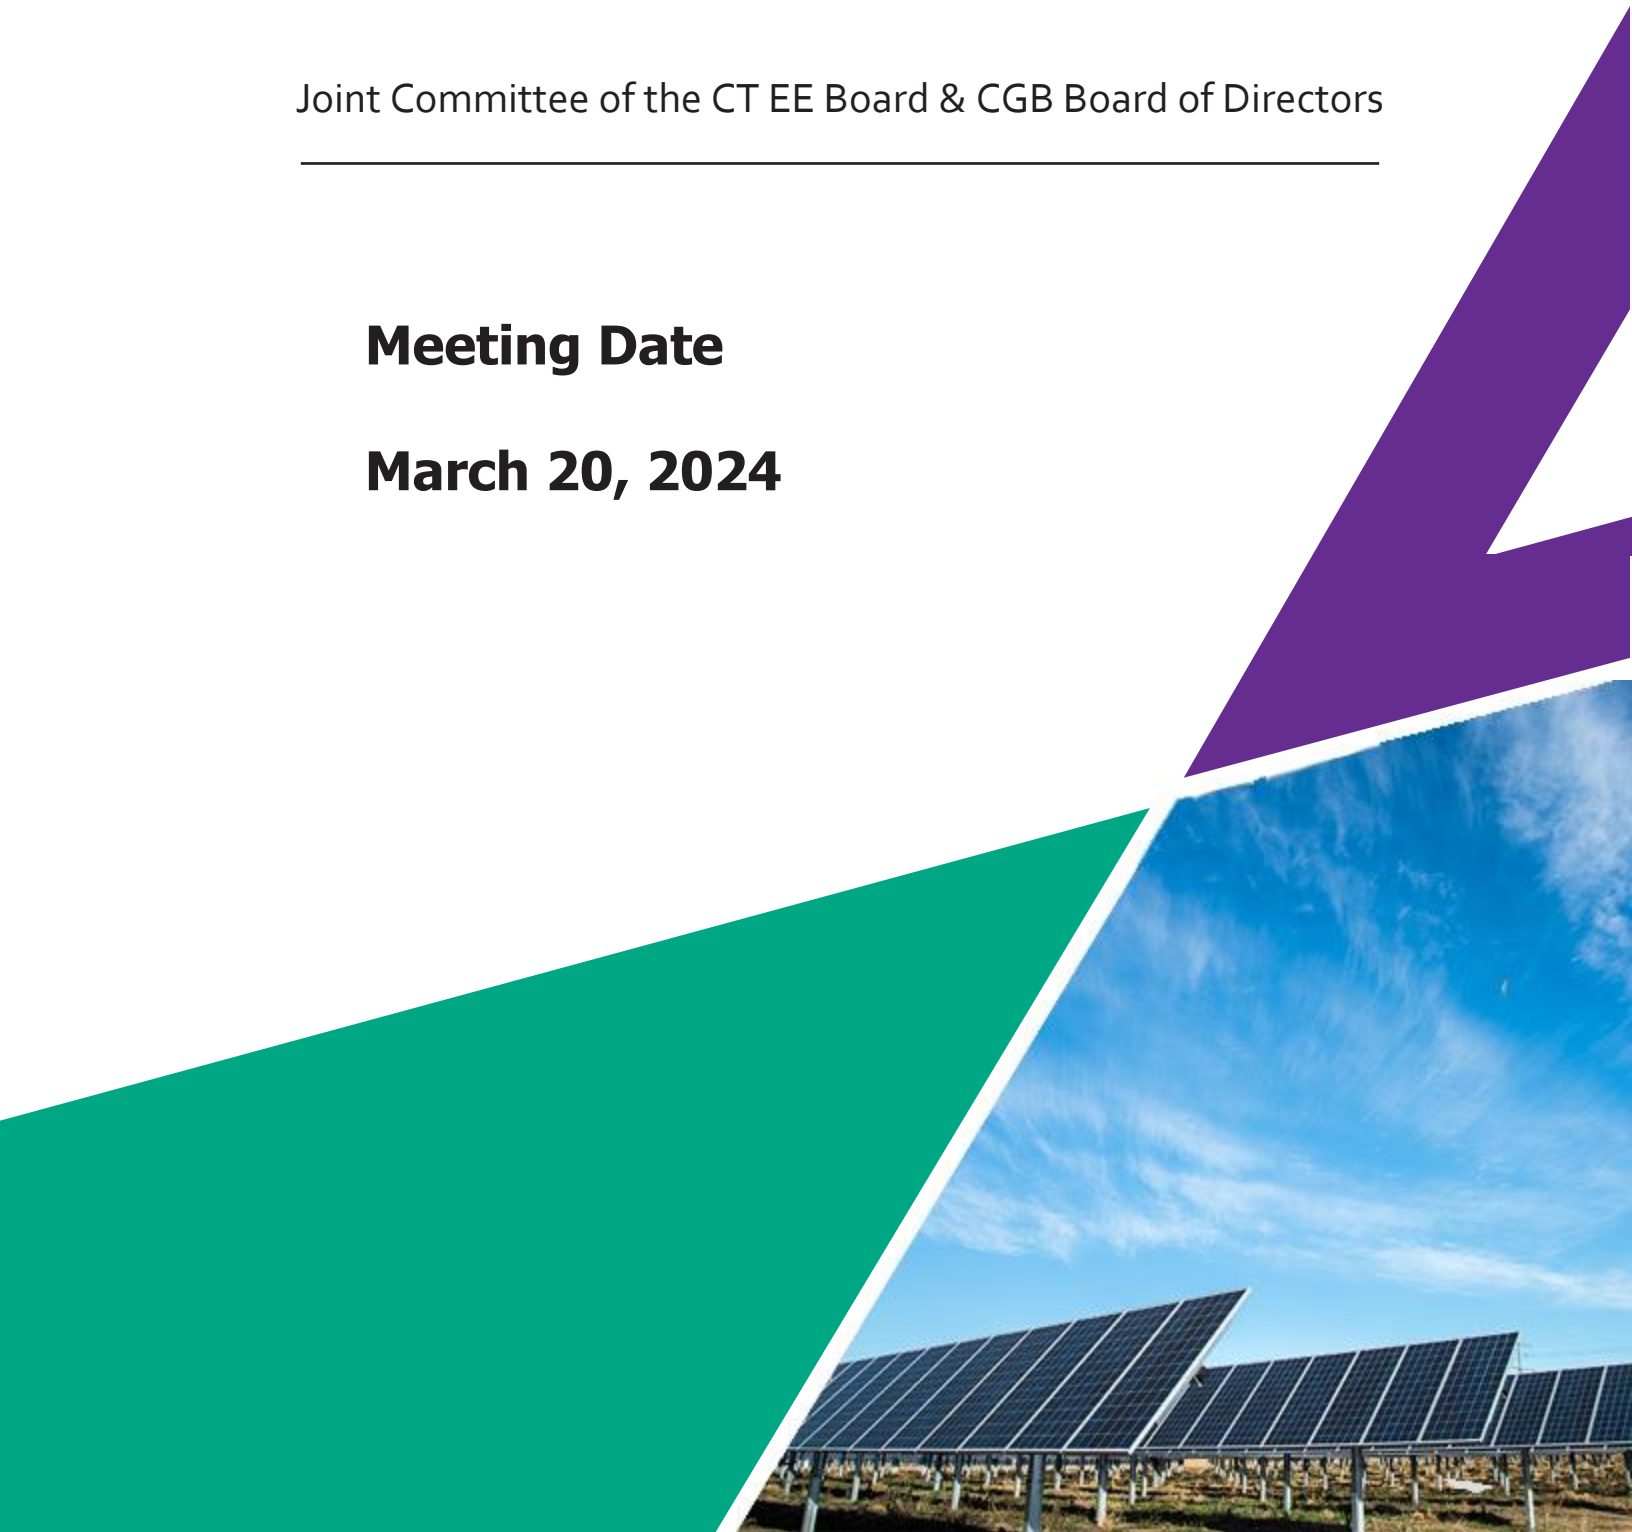 Joint Committee of the CT EE Board & CGB Board of Directors
Meeting Date
March 20, 2024